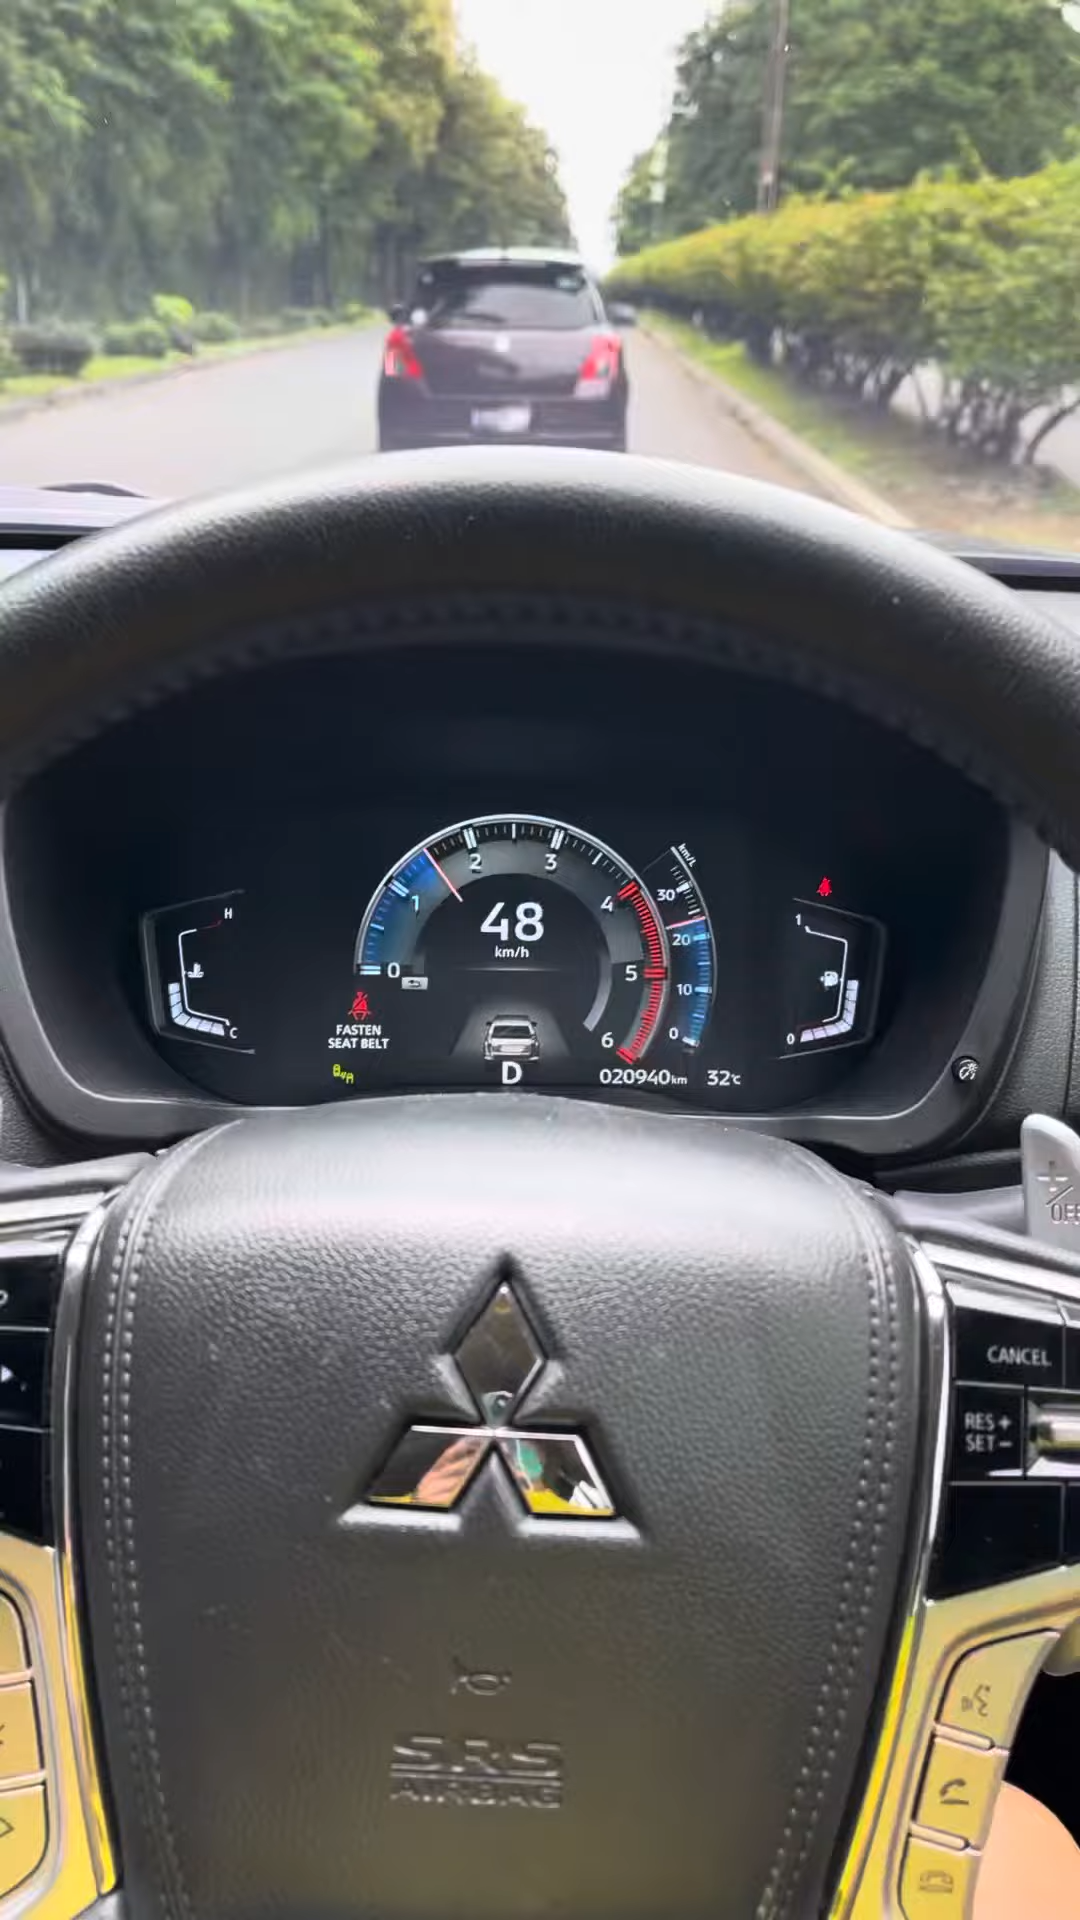 km/L
2
3
30
1
4
H
48
1
20
km/h
0
5
10
0
FASTEN
SEAT BELT
C
6
0
D
020940km
32℃
+
OFF
CANCEL
RES +
SET −
SRS
AIRBAG